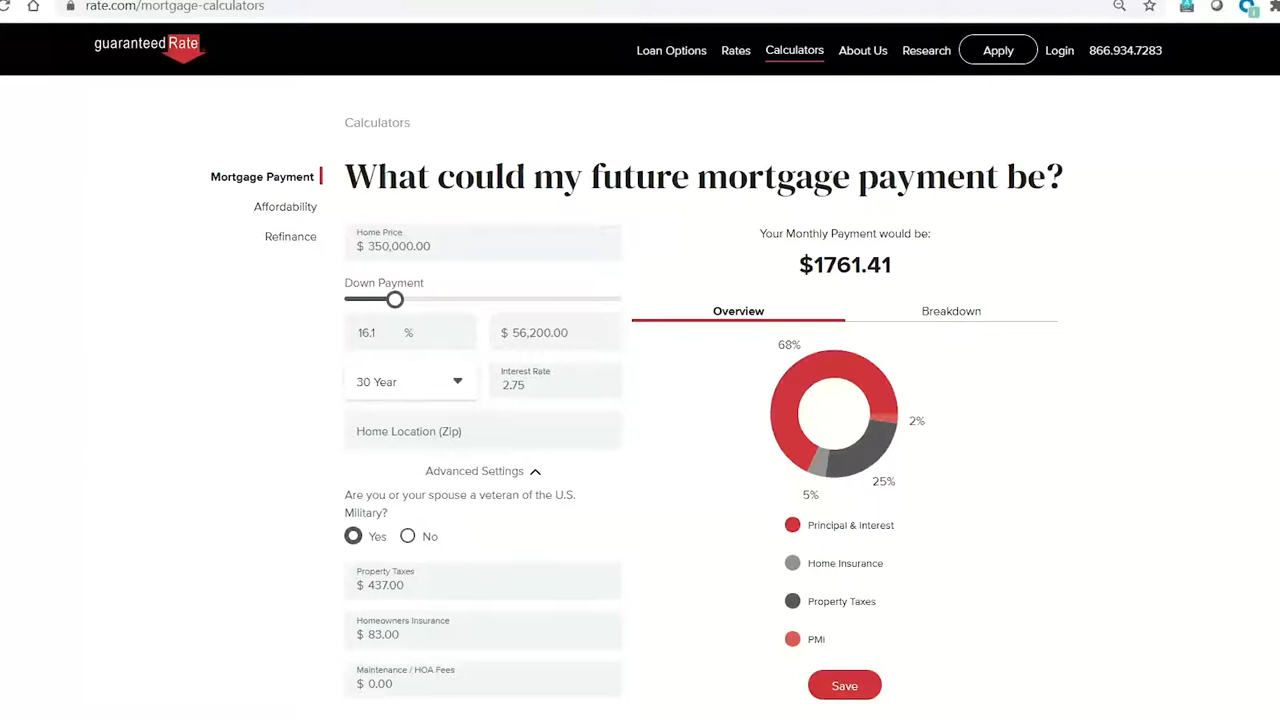 rate.com/mortgage-calculators
guaranteed Rate
Loan Options Rates Calculators About Us Research Apply Login 866.934.7283
Calculators
Mortgage Payment
Affordability
Refinance
What could my future mortgage payment be?
Home Price
$ 350,000.00
Down Payment
16.1 %
$ 56,200.00
30 Year
Interest Rate
2.75
Home Location (Zip)
Advanced Settings
Are you or your spouse a veteran of the U.S.
Military?
Yes No
Property Taxes
$ 437.00
Homeowners Insurance
$ 83.00
Maintenance / HOA Fees
$ 0.00
Your Monthly Payment would be:
$1761.41
Overview Breakdown
68%
2%
25%
5%
Principal & Interest
Home Insurance
Property Taxes
PMI
Save